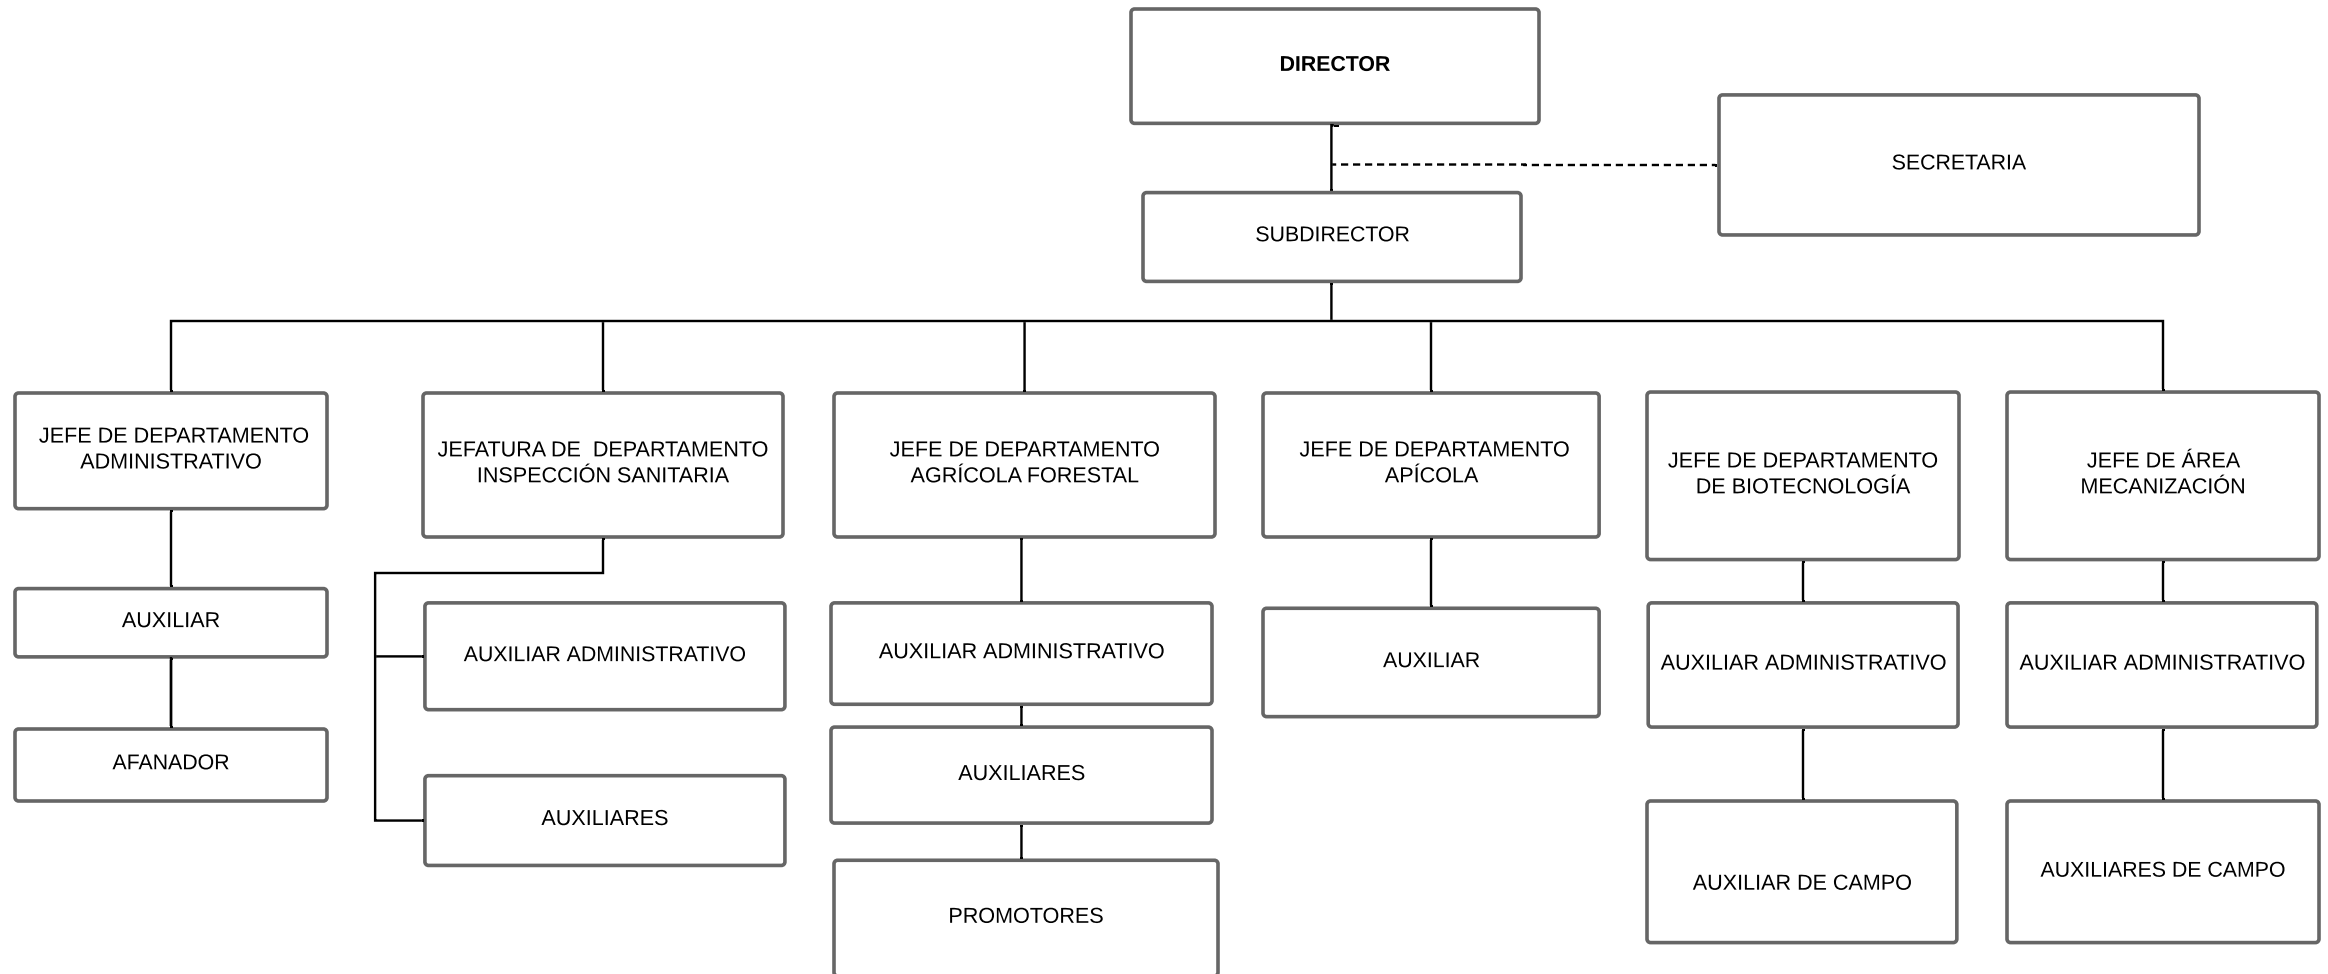 DIRECTOR
SECRETARIA
SUBDIRECTOR
JEFE DE DEPARTAMENTO
ADMINISTRATIVO
JEFATURA DE  DEPARTAMENTO
INSPECCIÓN SANITARIA
JEFE DE DEPARTAMENTO
AGRÍCOLA FORESTAL
JEFE DE DEPARTAMENTO
APÍCOLA
JEFE DE DEPARTAMENTO
DE BIOTECNOLOGÍA
JEFE DE ÁREA
MECANIZACIÓN
AUXILIAR
AUXILIAR ADMINISTRATIVO
AUXILIAR ADMINISTRATIVO
AUXILIAR
AUXILIAR ADMINISTRATIVO
AUXILIAR ADMINISTRATIVO
AFANADOR
AUXILIARES
AUXILIARES
AUXILIAR DE CAMPO
AUXILIARES DE CAMPO
PROMOTORES